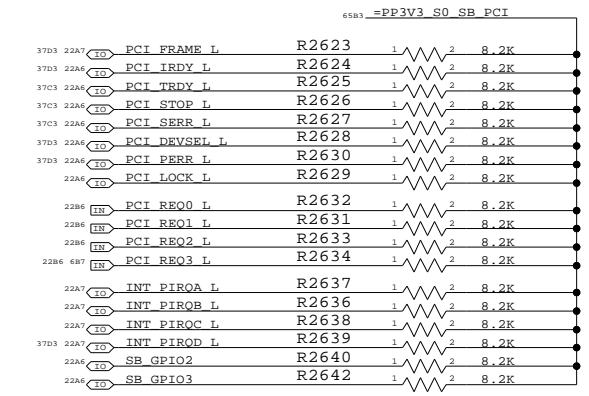 65B3 =PP3V3_S0_SB_PCI
37D3 22A7 IO PCI_FRAME_L R2623 1 2 8.2K
37D3 22A6 IO PCI_IRDY_L R2624 1 2 8.2K
37C3 22A6 IO PCI_TRDY_L R2625 1 2 8.2K
37C3 22A6 IO PCI_STOP_L R2626 1 2 8.2K
37C3 22A6 IO PCI_SERR_L R2627 1 2 8.2K
37D3 22A6 IO PCI_DEVSEL_L R2628 1 2 8.2K
37D3 22A6 IO PCI_PERR_L R2630 1 2 8.2K
22A6 IO PCI_LOCK_L R2629 1 2 8.2K
22B6 IN PCI_REQ0_L R2632 1 2 8.2K
22B6 IN PCI_REQ1_L R2631 1 2 8.2K
22B6 IN PCI_REQ2_L R2633 1 2 8.2K
22B6 6B7 IN PCI_REQ3_L R2634 1 2 8.2K
22A7 IO INT_PIRQA_L R2637 1 2 8.2K
22A7 IO INT_PIRQB_L R2636 1 2 8.2K
22A7 IO INT_PIRQC_L R2638 1 2 8.2K
37D3 22A7 IO INT_PIRQD_L R2639 1 2 8.2K
22A6 IO SB_GPIO2 R2640 1 2 8.2K
22A6 IO SB_GPIO3 R2642 1 2 8.2K